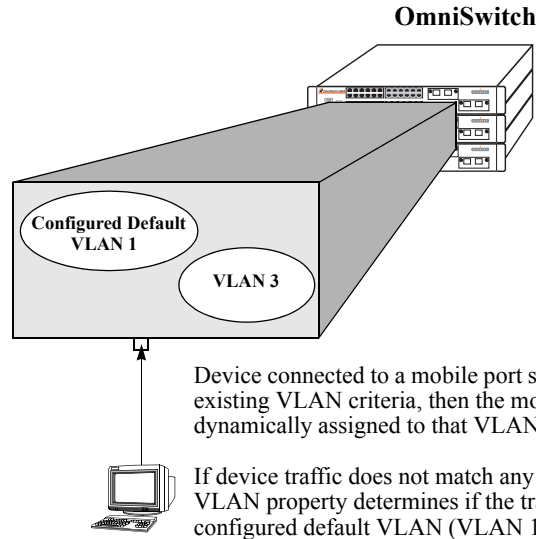 OmniSwitch
Configured Default
VLAN 1
VLAN 3
Device connected to a mobile port s
existing VLAN criteria, then the mo
dynamically assigned to that VLAN
If device traffic does not match any
VLAN property determines if the tra
configured default VLAN (VLAN 1